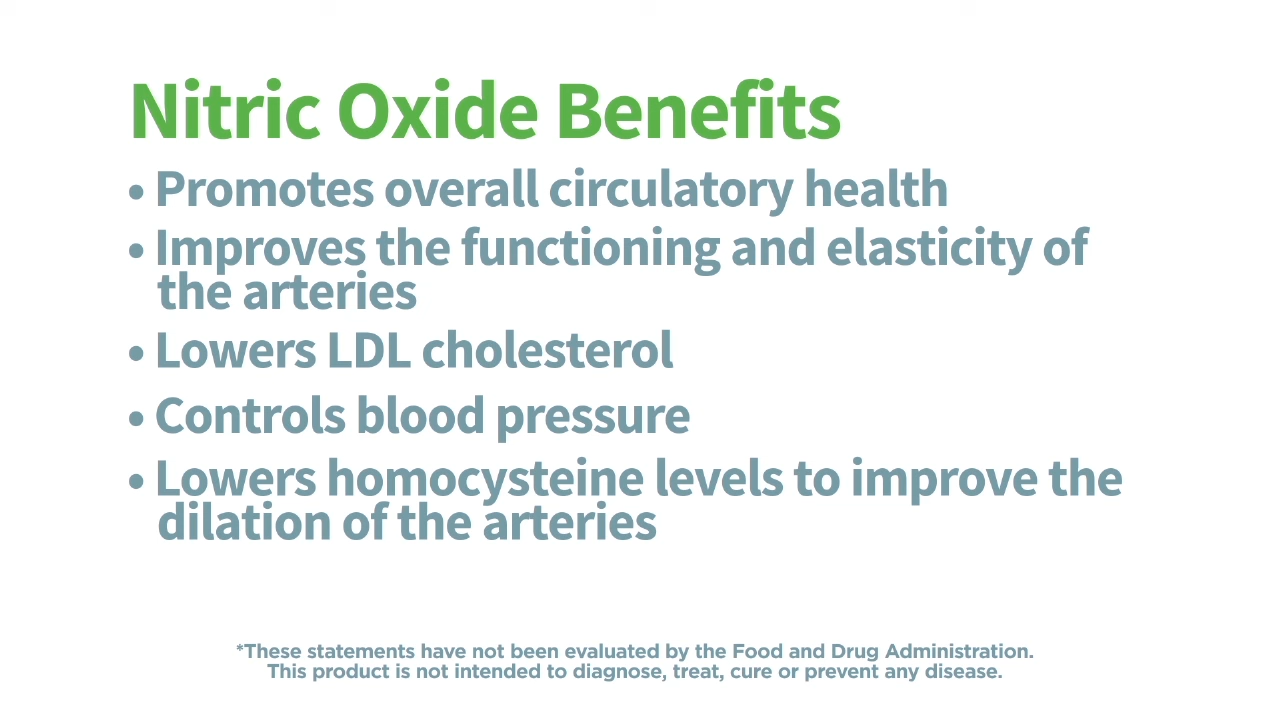 Nitric Oxide Benefits
• Promotes overall circulatory health
• Improves the functioning and elasticity of
the arteries
• Lowers LDL cholesterol
• Controls blood pressure
• Lowers homocysteine levels to improve the
dilation of the arteries
*These statements have not been evaluated by the Food and Drug Administration.
This product is not intended to diagnose, treat, cure or prevent any disease.